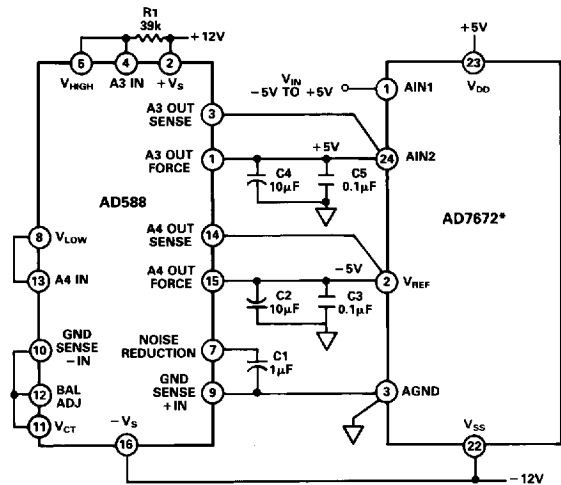 R1
39k
+12V
+5V
6
4
2
23
VHIGH
A3 IN
+VS
VDD
VIN
-5V TO +5V
1
AIN1
A3 OUT
SENSE
3
A3 OUT
FORCE
1
+5V
24
AIN2
C4
10µF
C5
0.1µF
AD588
AD7672*
A4 OUT
SENSE
14
8
VLOW
13
A4 IN
A4 OUT
FORCE
15
-5V
2
VREF
C2
10µF
C3
0.1µF
10
GND
SENSE
-IN
NOISE
REDUCTION
7
C1
1µF
12
BAL
ADJ
GND
SENSE
+IN
9
3
AGND
11
VCT
-VS
16
VSS
22
-12V